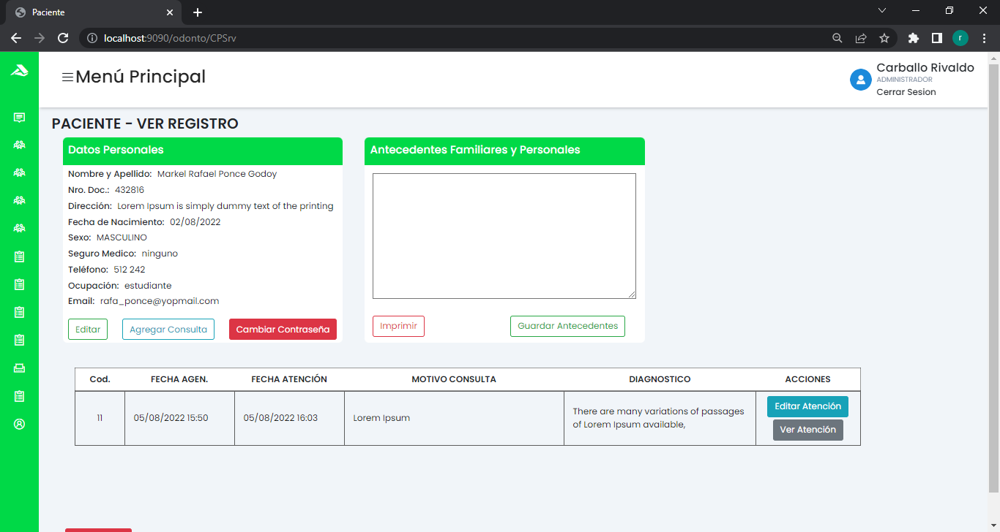 Paciente
localhost:9090/odonto/CPSrv
r
Menú Principal
Carballo Rivaldo
ADMINISTRADOR
Cerrar Sesion
PACIENTE - VER REGISTRO
Datos Personales
Nombre y Apellido: Markel Rafael Ponce Godoy
Nro. Doc.: 432816
Dirección: Lorem Ipsum is simply dummy text of the printing
Fecha de Nacimiento: 02/08/2022
Sexo: MASCULINO
Seguro Medico: ninguno
Teléfono: 512 242
Ocupación: estudiante
Email: rafa_ponce@yopmail.com
Editar Agregar Consulta Cambiar Contraseña
Antecedentes Familiares y Personales
Imprimir Guardar Antecedentes
Cod. FECHA AGEN. FECHA ATENCIÓN MOTIVO CONSULTA DIAGNOSTICO ACCIONES
11 05/08/2022 15:50 05/08/2022 16:03 Lorem Ipsum
There are many variations of passages
of Lorem Ipsum available,
Editar Atención
Ver Atención